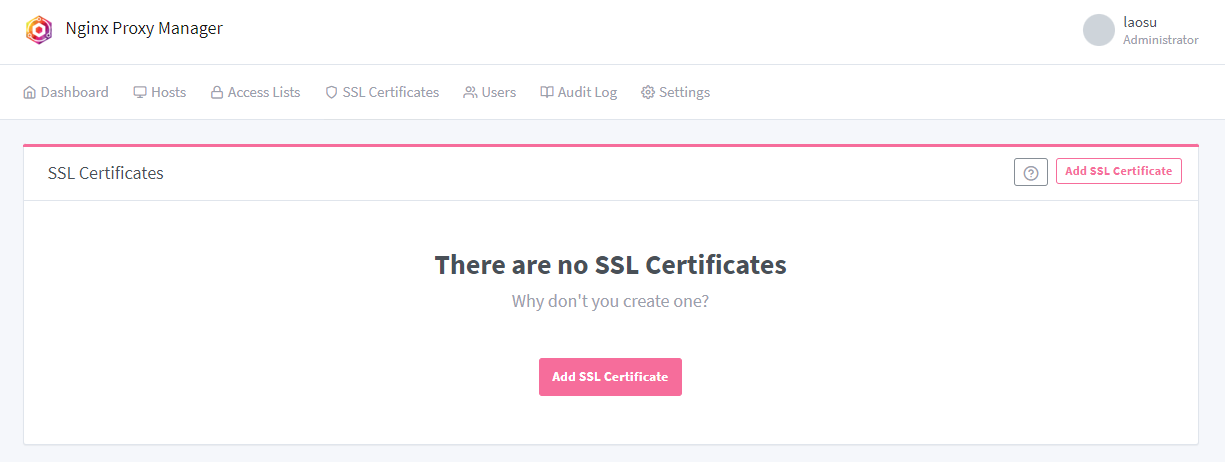 Nginx Proxy Manager
laosu
Administrator
Dashboard Hosts Access Lists SSL Certificates Users Audit Log Settings
SSL Certificates
Add SSL Certificate
There are no SSL Certificates
Why don't you create one?
Add SSL Certificate